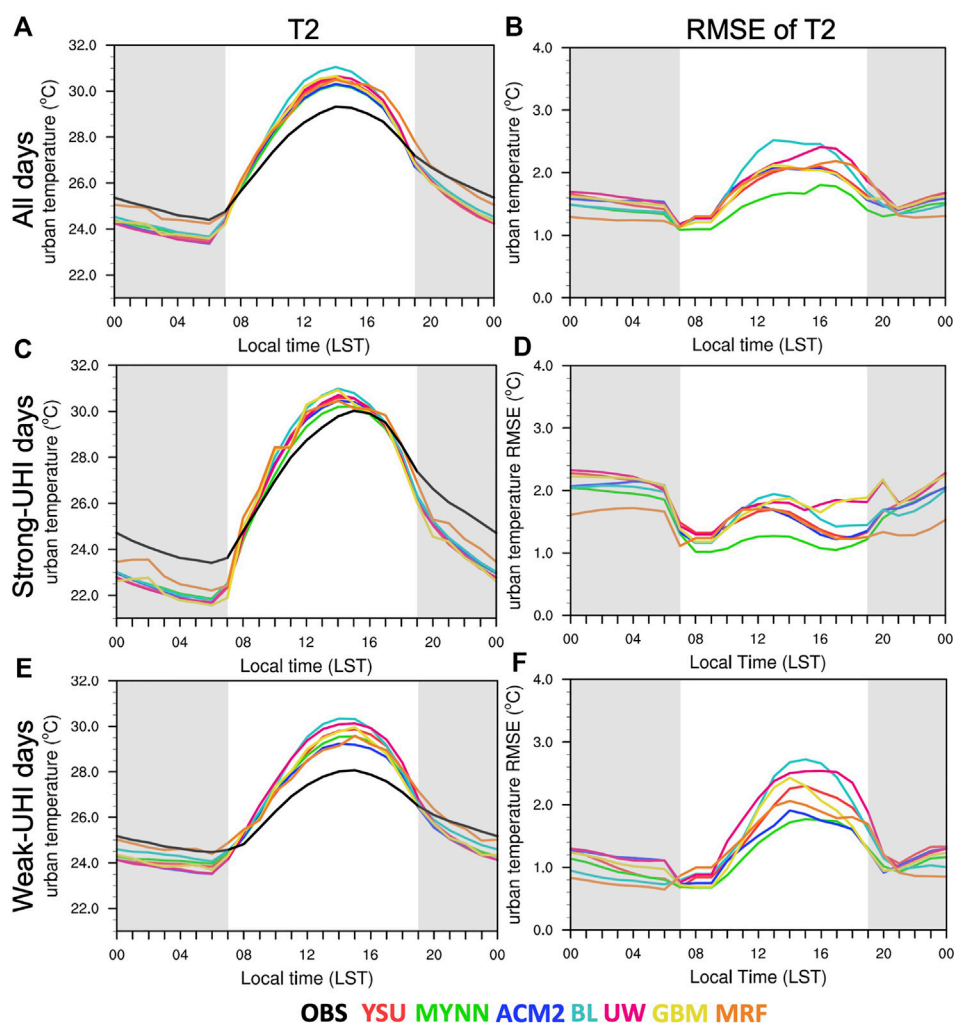 A T2
B RMSE of T2
All days
urban temperature (°C)
32.0
30.0
28.0
26.0
24.0
22.0
00 04 08 12 16 20 00
Local time (LST)
urban temperature (°C)
4.0
3.0
2.0
1.0
0.0
00 04 08 12 16 20 00
Local time (LST)
C
Strong-UHI days
urban temperature (°C)
32.0
30.0
28.0
26.0
24.0
22.0
00 04 08 12 16 20 00
Local time (LST)
D
urban temperature RMSE (°C)
4.0
3.0
2.0
1.0
0.0
00 04 08 12 16 20 00
Local Time (LST)
E
Weak-UHI days
urban temperature (°C)
32.0
30.0
28.0
26.0
24.0
22.0
00 04 08 12 16 20 00
Local time (LST)
F
urban temperature RMSE (°C)
4.0
3.0
2.0
1.0
0.0
00 04 08 12 16 20 00
Local Time (LST)
OBS YSU MYNN ACM2 BL UW GBM MRF